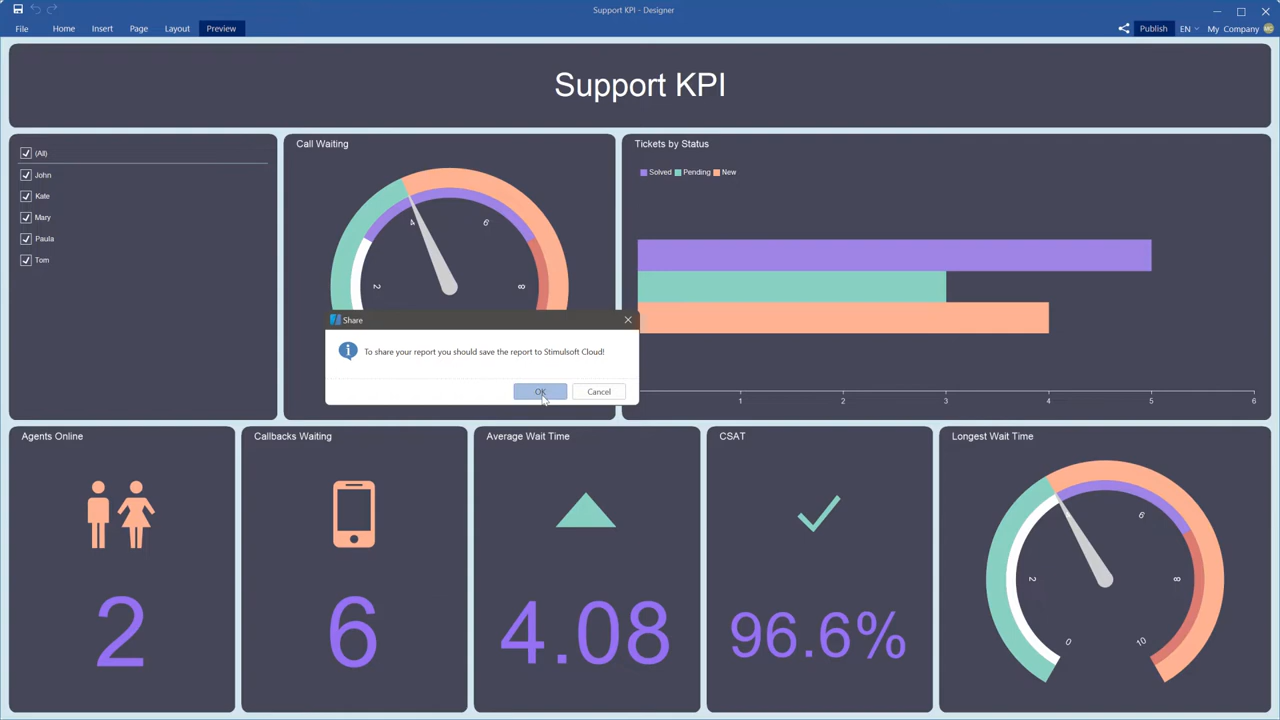 Support KPI - Designer
File Home Insert Page Layout Preview
Publish EN My Company
Support KPI
(All)
John
Kate
Mary
Paula
Tom
Call Waiting
2
4
6
8
Tickets by Status
Solved Pending New
1 2 3 4 5 6
Share
To share your report you should save the report to Stimulsoft Cloud!
OK Cancel
Agents Online
2
Callbacks Waiting
6
Average Wait Time
4.08
CSAT
96.6%
Longest Wait Time
0
2
6
8
10